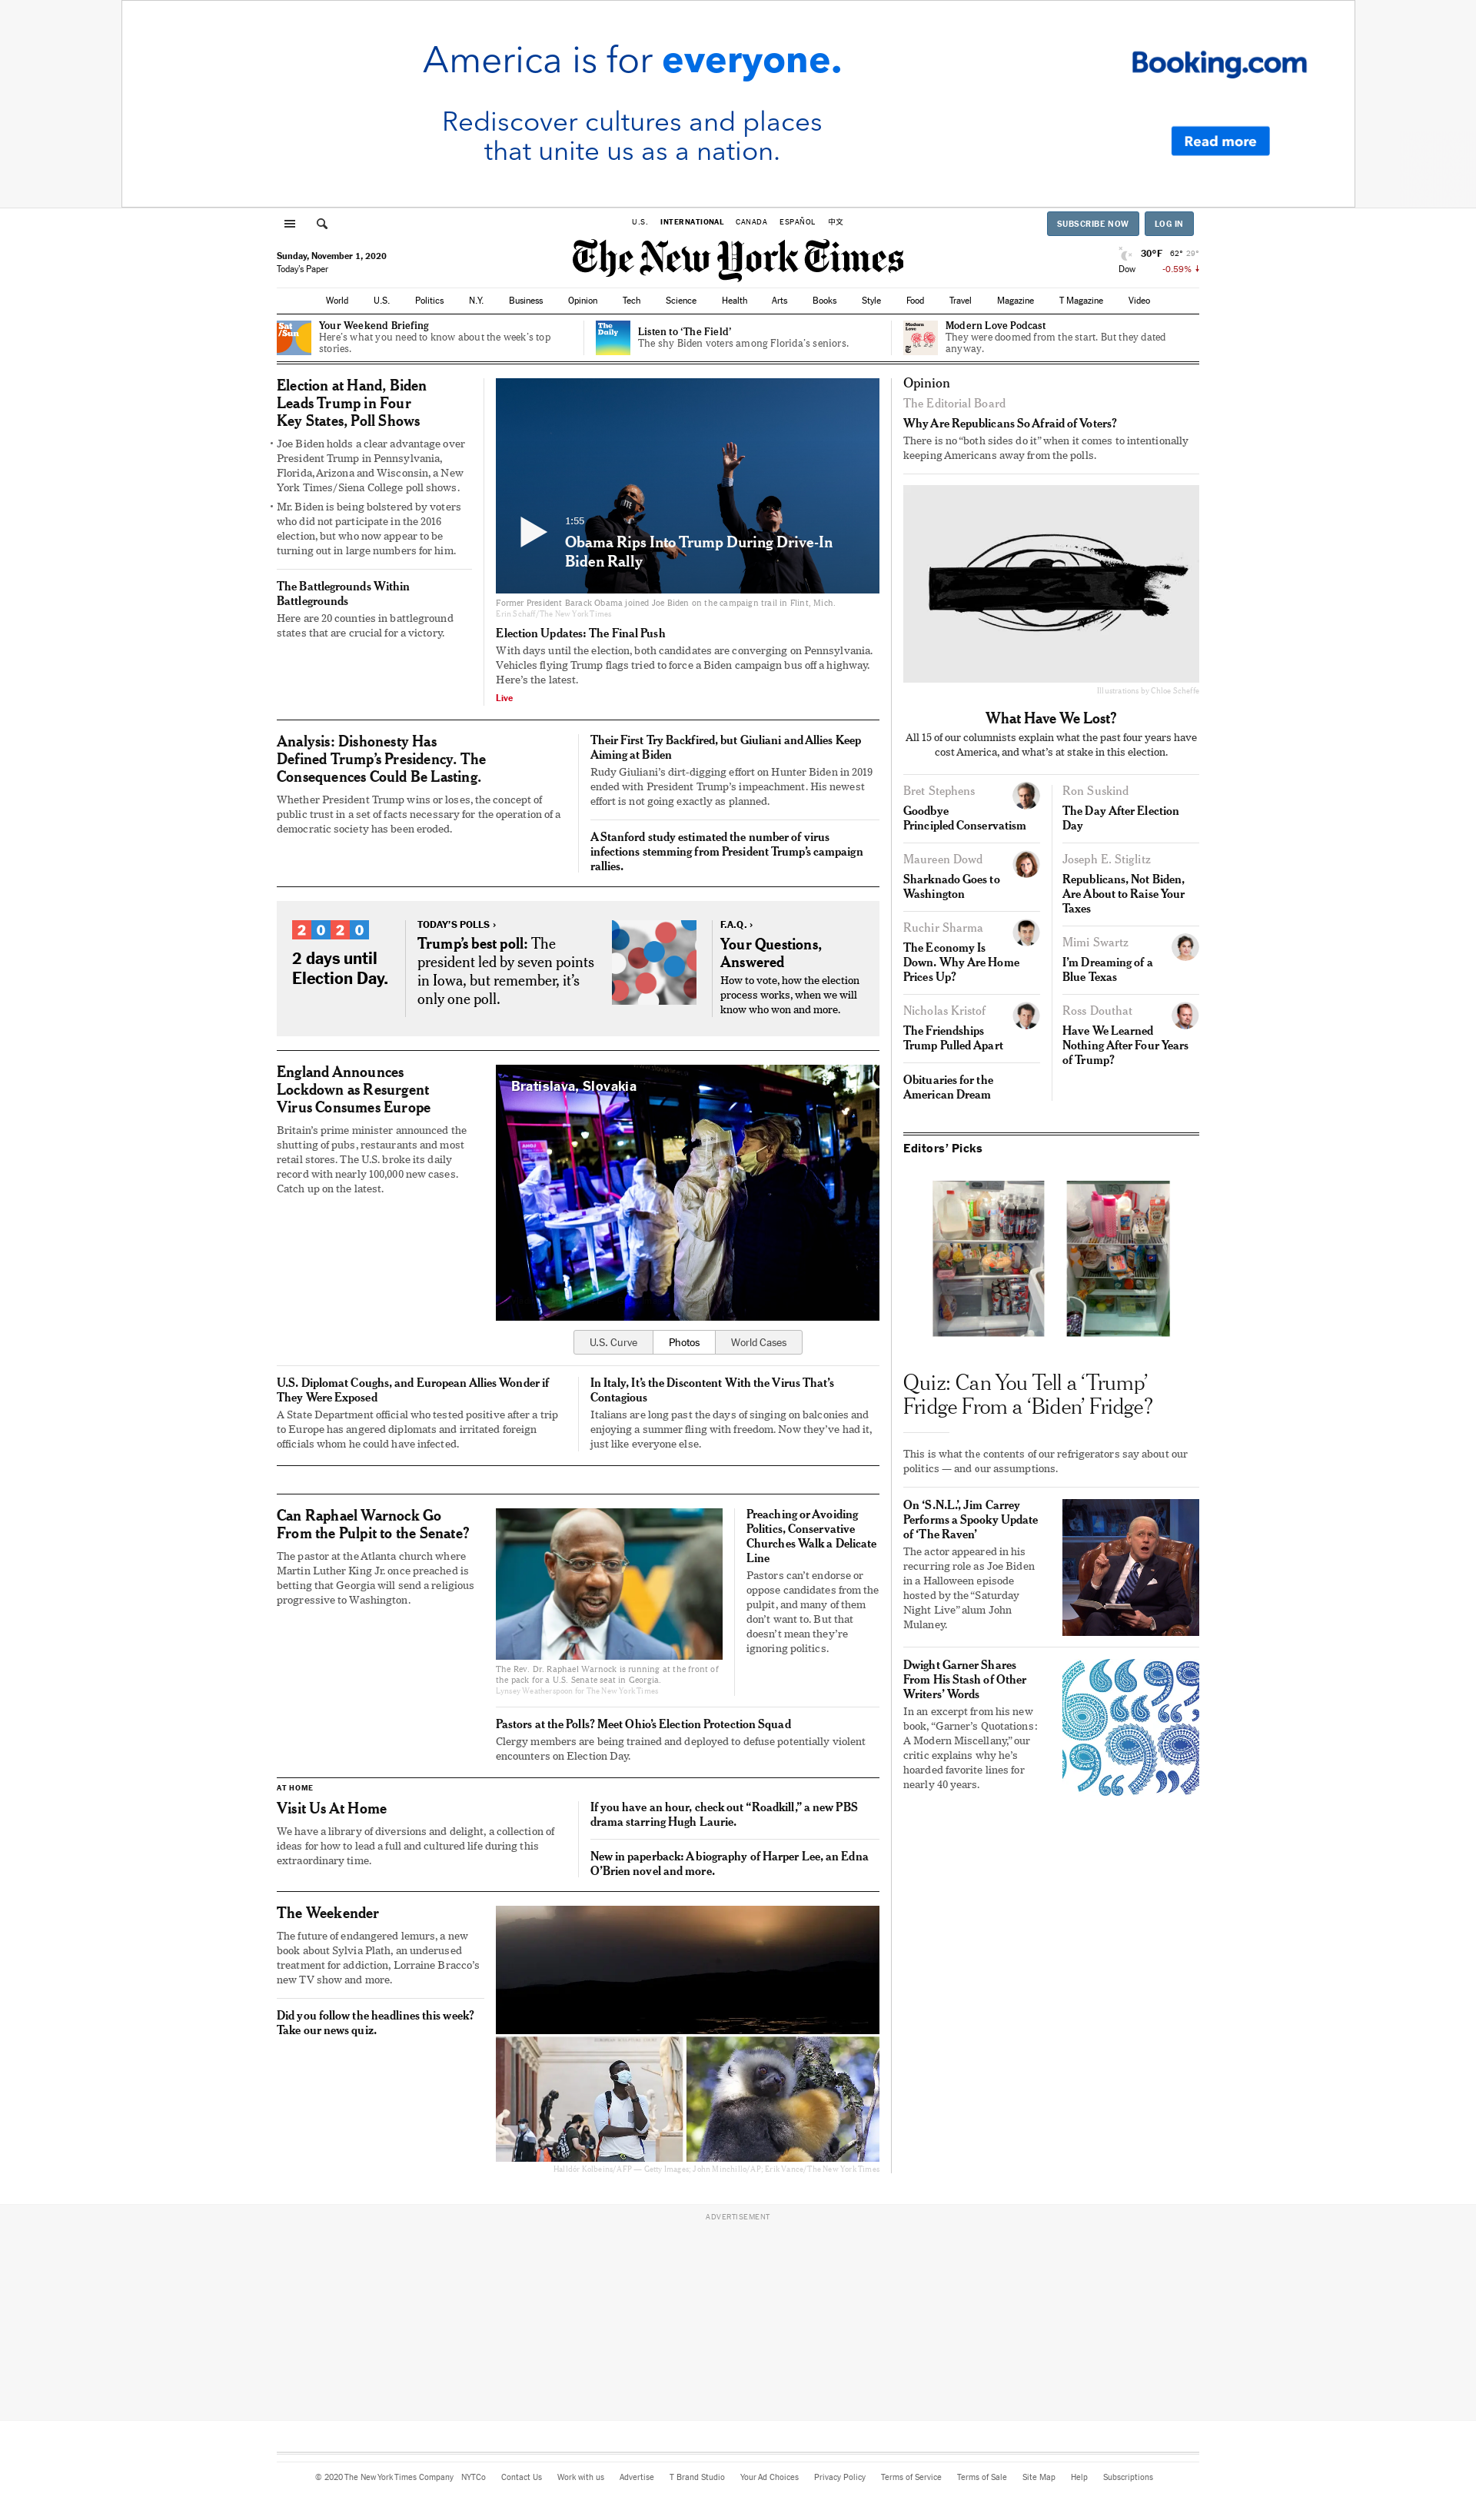 America is for everyone.
Booking.com
Rediscover cultures and places
that unite us as a nation.
Read more
U.S. INTERNATIONAL CANADA ESPAÑOL 中文
SUBSCRIBE NOW LOG IN
The New York Times
Sunday, November 1, 2020
Today's Paper
30°F 62° 29°
Dow -0.59% ↓
World U.S. Politics N.Y. Business Opinion Tech Science Health Arts Books Style Food Travel Magazine T Magazine Video
Sat
/Sun
Your Weekend Briefing
Here's what you need to know about the week's top
stories.
The
Daily
Listen to ‘The Field’
The shy Biden voters among Florida's seniors.
Modern
Love
Modern Love Podcast
They were doomed from the start. But they dated
anyway.
Election at Hand, Biden
Leads Trump in Four
Key States, Poll Shows
• Joe Biden holds a clear advantage over
President Trump in Pennsylvania,
Florida, Arizona and Wisconsin, a New
York Times/Siena College poll shows.
• Mr. Biden is being bolstered by voters
who did not participate in the 2016
election, but who now appear to be
turning out in large numbers for him.
The Battlegrounds Within
Battlegrounds
Here are 20 counties in battleground
states that are crucial for a victory.
1:55
Obama Rips Into Trump During Drive-In
Biden Rally
Former President Barack Obama joined Joe Biden on the campaign trail in Flint, Mich.
Erin Schaff/The New York Times
Election Updates: The Final Push
With days until the election, both candidates are converging on Pennsylvania.
Vehicles flying Trump flags tried to force a Biden campaign bus off a highway.
Here's the latest.
Live
Analysis: Dishonesty Has
Defined Trump's Presidency. The
Consequences Could Be Lasting.
Whether President Trump wins or loses, the concept of
public trust in a set of facts necessary for the operation of a
democratic society has been eroded.
Their First Try Backfired, but Giuliani and Allies Keep
Aiming at Biden
Rudy Giuliani's dirt-digging effort on Hunter Biden in 2019
ended with President Trump's impeachment. His newest
effort is not going exactly as planned.
A Stanford study estimated the number of virus
infections stemming from President Trump's campaign
rallies.
2020
2 days until
Election Day.
TODAY'S POLLS ›
Trump's best poll: The
president led by seven points
in Iowa, but remember, it's
only one poll.
F.A.Q. ›
Your Questions,
Answered
How to vote, how the election
process works, when we will
know who won and more.
England Announces
Lockdown as Resurgent
Virus Consumes Europe
Britain's prime minister announced the
shutting of pubs, restaurants and most
retail stores. The U.S. broke its daily
record with nearly 100,000 new cases.
Catch up on the latest.
Bratislava, Slovakia
U.S. Curve Photos World Cases
U.S. Diplomat Coughs, and European Allies Wonder if
They Were Exposed
A State Department official who tested positive after a trip
to Europe has angered diplomats and irritated foreign
officials whom he could have infected.
In Italy, It's the Discontent With the Virus That's
Contagious
Italians are long past the days of singing on balconies and
enjoying a summer fling with freedom. Now they've had it,
just like everyone else.
Can Raphael Warnock Go
From the Pulpit to the Senate?
The pastor at the Atlanta church where
Martin Luther King Jr. once preached is
betting that Georgia will send a religious
progressive to Washington.
The Rev. Dr. Raphael Warnock is running at the front of
the pack for a U.S. Senate seat in Georgia.
Lynsey Weatherspoon for The New York Times
Preaching or Avoiding
Politics, Conservative
Churches Walk a Delicate
Line
Pastors can't endorse or
oppose candidates from the
pulpit, and many of them
don't want to. But that
doesn't mean they're
ignoring politics.
Pastors at the Polls? Meet Ohio's Election Protection Squad
Clergy members are being trained and deployed to defuse potentially violent
encounters on Election Day.
AT HOME
Visit Us At Home
We have a library of diversions and delight, a collection of
ideas for how to lead a full and cultured life during this
extraordinary time.
If you have an hour, check out “Roadkill,” a new PBS
drama starring Hugh Laurie.
New in paperback: A biography of Harper Lee, an Edna
O'Brien novel and more.
The Weekender
The future of endangered lemurs, a new
book about Sylvia Plath, an underused
treatment for addiction, Lorraine Bracco's
new TV show and more.
Did you follow the headlines this week?
Take our news quiz.
Halldór Kolbeins/AFP — Getty Images; John Minchillo/AP; Erik Vance/The New York Times
Opinion
The Editorial Board
Why Are Republicans So Afraid of Voters?
There is no “both sides do it” when it comes to intentionally
keeping Americans away from the polls.
Illustrations by Chloe Scheffe
What Have We Lost?
All 15 of our columnists explain what the past four years have
cost America, and what's at stake in this election.
Bret Stephens
Goodbye
Principled Conservatism
Maureen Dowd
Sharknado Goes to
Washington
Ruchir Sharma
The Economy Is
Down. Why Are Home
Prices Up?
Nicholas Kristof
The Friendships
Trump Pulled Apart
Obituaries for the
American Dream
Ron Suskind
The Day After Election
Day
Joseph E. Stiglitz
Republicans, Not Biden,
Are About to Raise Your
Taxes
Mimi Swartz
I'm Dreaming of a
Blue Texas
Ross Douthat
Have We Learned
Nothing After Four Years
of Trump?
Editors' Picks
Quiz: Can You Tell a ‘Trump’
Fridge From a ‘Biden’ Fridge?
This is what the contents of our refrigerators say about our
politics — and our assumptions.
On ‘S.N.L.’, Jim Carrey
Performs a Spooky Update
of ‘The Raven’
The actor appeared in his
recurring role as Joe Biden
in a Halloween episode
hosted by the “Saturday
Night Live” alum John
Mulaney.
Dwight Garner Shares
From His Stash of Other
Writers' Words
In an excerpt from his new
book, “Garner's Quotations:
A Modern Miscellany,” our
critic explains why he's
hoarded favorite lines for
nearly 40 years.
ADVERTISEMENT
© 2020 The New York Times Company NYTCo Contact Us Work with us Advertise T Brand Studio Your Ad Choices Privacy Policy Terms of Service Terms of Sale Site Map Help Subscriptions